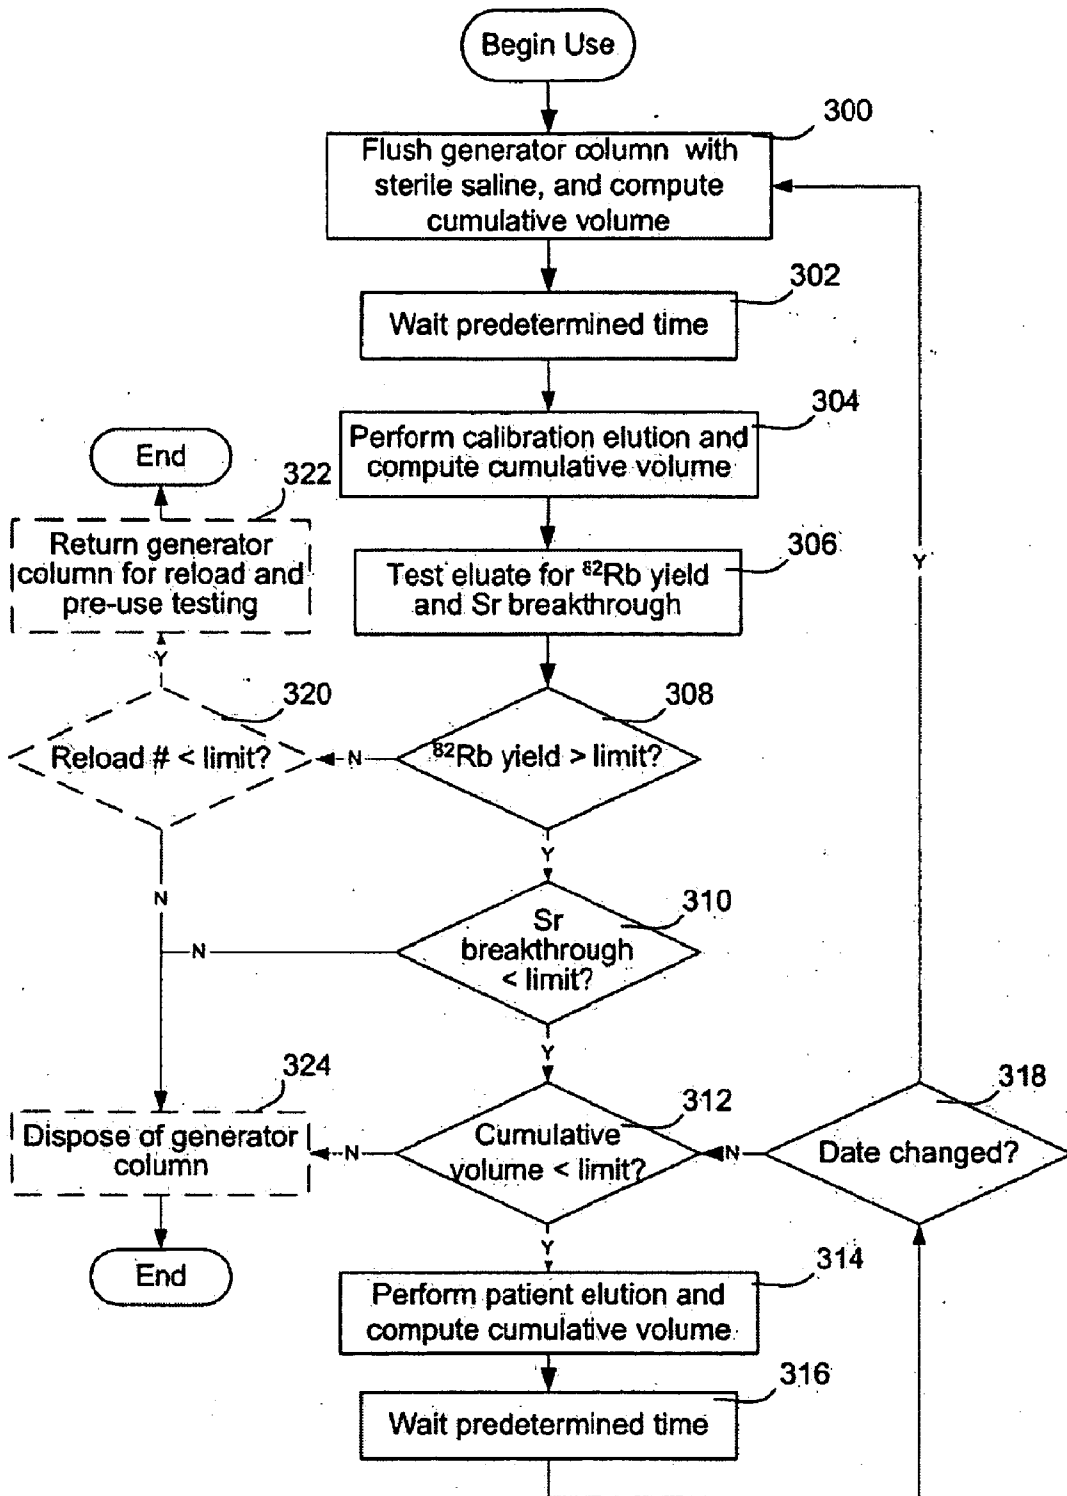 Begin Use
300
Flush generator column with
sterile saline, and compute
cumulative volume
302
Wait predetermined time
304
Perform calibration elution and
compute cumulative volume
End
322
Return generator
column for reload and
pre-use testing
306
Test eluate for ⁸²Rb yield
and Sr breakthrough
Y
Y
320
Reload # < limit?
N
308
⁸²Rb yield > limit?
Y
N
310
Sr
breakthrough
< limit?
N
Y
324
Dispose of generator
column
N
312
Cumulative
volume < limit?
N
318
Date changed?
Y
End
314
Perform patient elution and
compute cumulative volume
316
Wait predetermined time